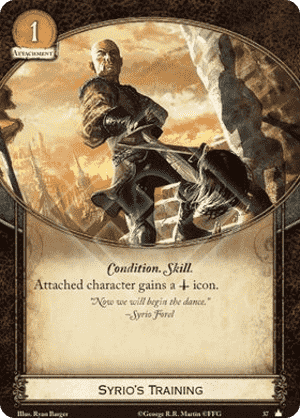 1
ATTACHMENT
Condition. Skill.
Attached character gains a icon.
"Now we will begin the dance."
–Syrio Forel
SYRIO'S TRAINING
Illus. Ryan Barger ©George R.R. Martin ©FFG 37